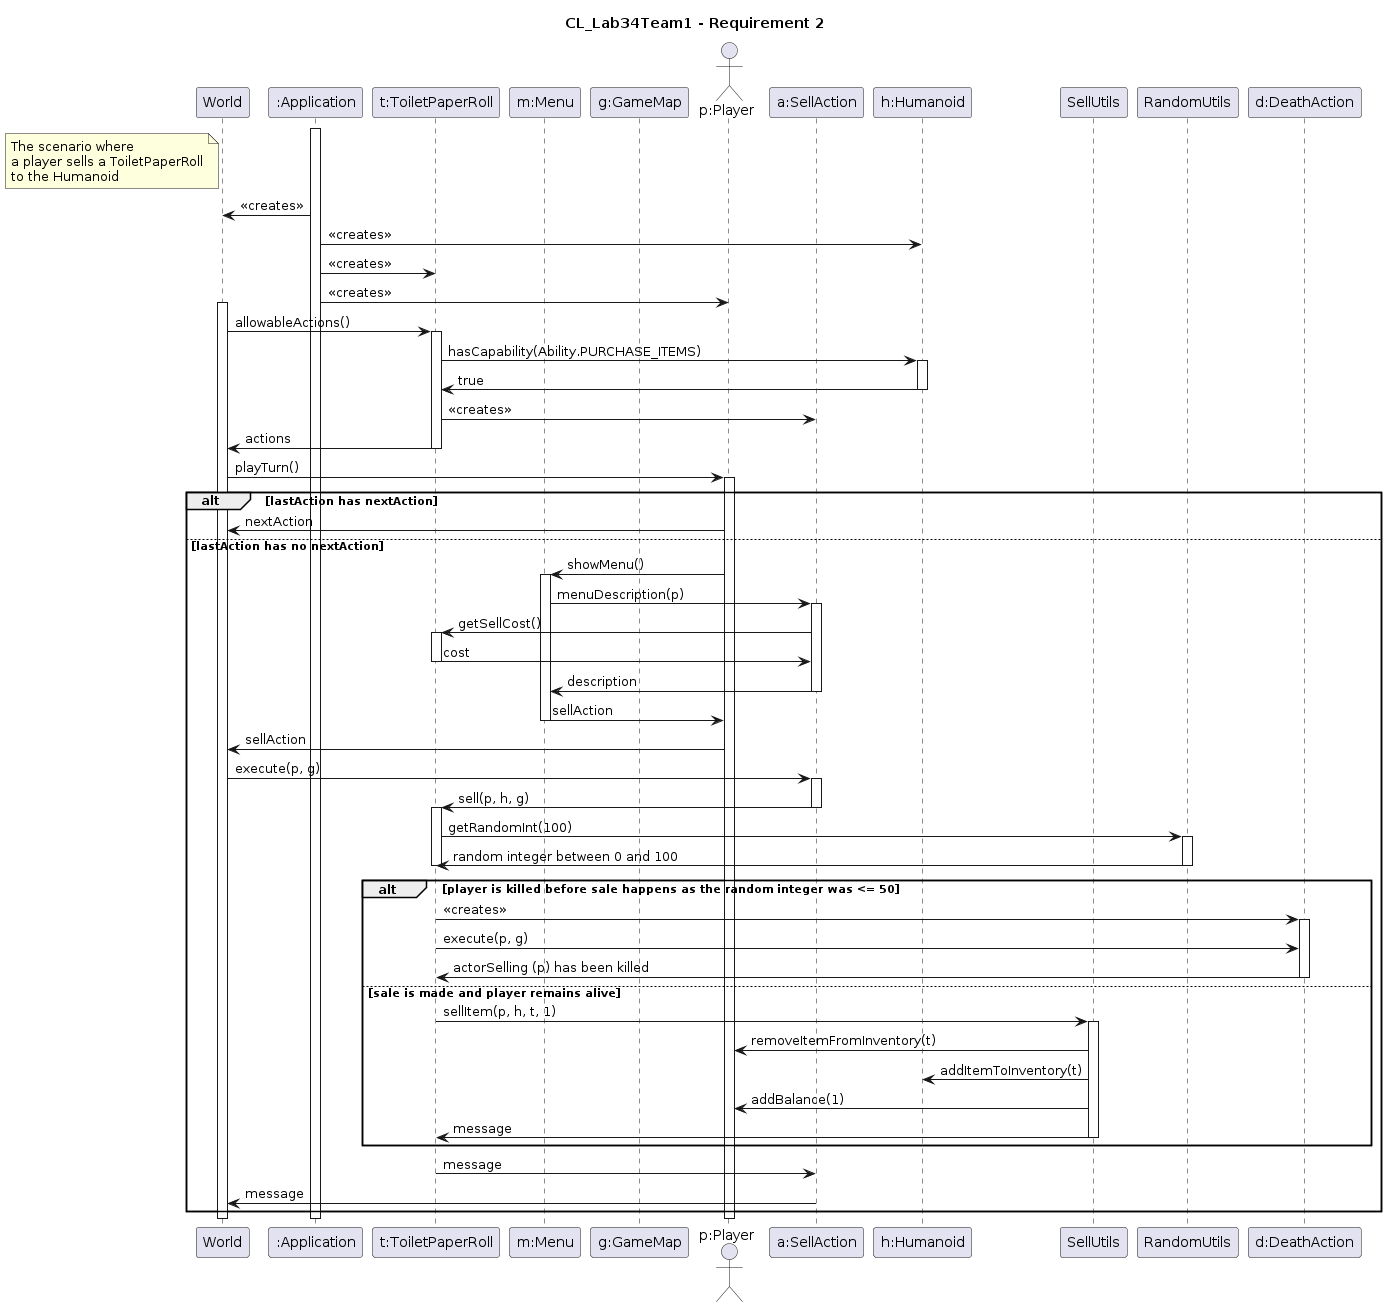 CL_Lab34Team1 - Requirement 2
World
:Application
t:ToiletPaperRoll
m:Menu
g:GameMap
p:Player
a:SellAction
h:Humanoid
SellUtils
RandomUtils
d:DeathAction
The scenario where
a player sells a ToiletPaperRoll
to the Humanoid
«creates»
«creates»
«creates»
«creates»
allowableActions()
hasCapability(Ability.PURCHASE_ITEMS)
true
«creates»
actions
playTurn()
alt [lastAction has nextAction]
nextAction
[lastAction has no nextAction]
showMenu()
menuDescription(p)
getSellCost()
cost
description
sellAction
sellAction
execute(p, g)
sell(p, h, g)
getRandomInt(100)
random integer between 0 and 100
alt [player is killed before sale happens as the random integer was <= 50]
«creates»
execute(p, g)
actorSelling (p) has been killed
[sale is made and player remains alive]
sellItem(p, h, t, 1)
removeItemFromInventory(t)
addItemToInventory(t)
addBalance(1)
message
message
message
World
:Application
t:ToiletPaperRoll
m:Menu
g:GameMap
p:Player
a:SellAction
h:Humanoid
SellUtils
RandomUtils
d:DeathAction